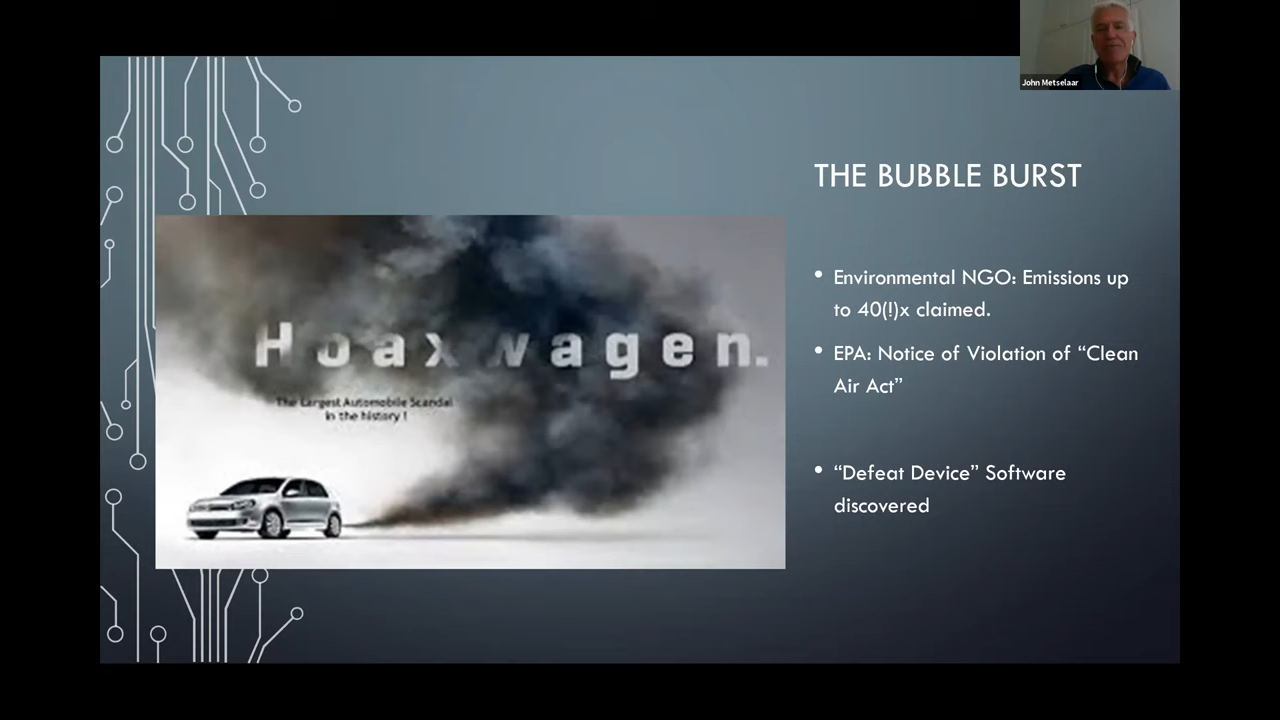 John Metselaar
THE BUBBLE BURST
Hoaxwagen.
The Largest Automobile Scandal
in the history !
• Environmental NGO: Emissions up
to 40(!)x claimed.
• EPA: Notice of Violation of “Clean
Air Act”
• “Defeat Device” Software
discovered